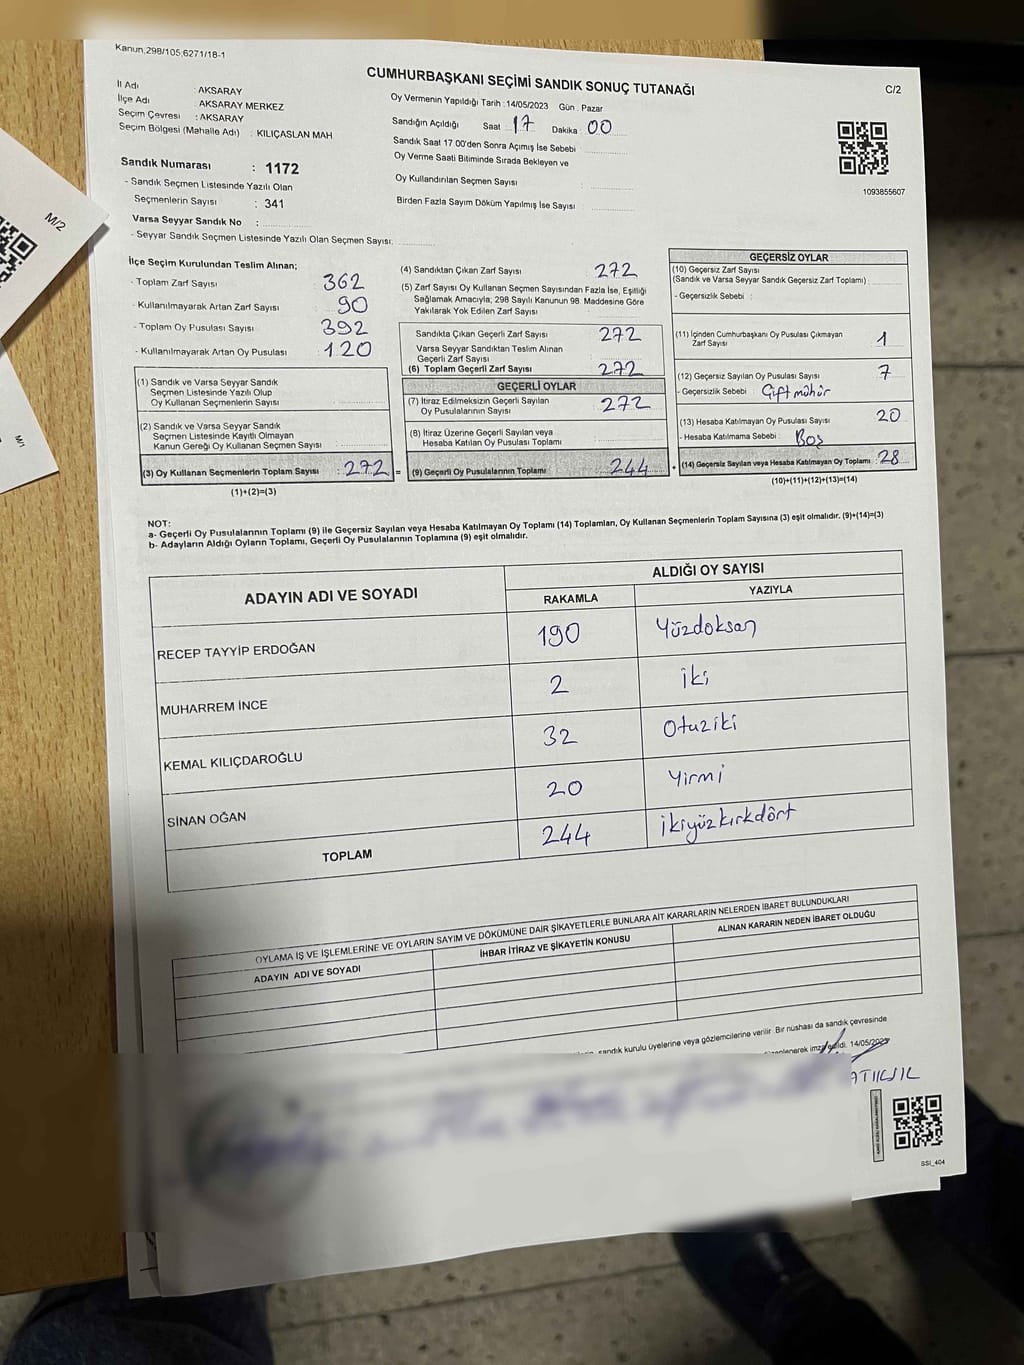 Kanun,298/105,6271/18-1
CUMHURBAŞKANI SEÇİMİ SANDIK SONUÇ TUTANAĞI
C/2
İl Adı : AKSARAY
İlçe Adı : AKSARAY MERKEZ
Seçim Çevresi : AKSARAY
Seçim Bölgesi (Mahalle Adı) : KILIÇASLAN MAH
Oy Vermenin Yapıldığı Tarih : 14/05/2023 Gün : Pazar
Sandığın Açıldığı Saat 17 Dakika 00
Sandık Saat 17 00'den Sonra Açılmış İse Sebebi :
Oy Verme Saati Bitiminde Sırada Bekleyen ve
Oy Kullandırılan Seçmen Sayısı :
Birden Fazla Sayım Döküm Yapılmış İse Sayısı :
1093855607
Sandık Numarası : 1172
- Sandık Seçmen Listesinde Yazılı Olan
Seçmenlerin Sayısı : 341
Varsa Seyyar Sandık No :
- Seyyar Sandık Seçmen Listesinde Yazılı Olan Seçmen Sayısı:
M/2
M/1
İlçe Seçim Kurulundan Teslim Alınan;
- Toplam Zarf Sayısı : 362
- Kullanılmayarak Artan Zarf Sayısı : 90
- Toplam Oy Pusulası Sayısı : 392
- Kullanılmayarak Artan Oy Pusulası : 120
(1) Sandık ve Varsa Seyyar Sandık
Seçmen Listesinde Yazılı Olup
Oy Kullanan Seçmenlerin Sayısı :
(2) Sandık ve Varsa Seyyar Sandık
Seçmen Listesinde Kayıtlı Olmayan
Kanun Gereği Oy Kullanan Seçmen Sayısı :
(3) Oy Kullanan Seçmenlerin Toplam Sayısı : 272 =
(1)+(2)=(3)
(4) Sandıktan Çıkan Zarf Sayısı : 272
(5) Zarf Sayısı Oy Kullanan Seçmen Sayısından Fazla İse, Eşitliği
Sağlamak Amacıyla, 298 Sayılı Kanunun 98. Maddesine Göre
Yakılarak Yok Edilen Zarf Sayısı :
Sandıkta Çıkan Geçerli Zarf Sayısı : 272
Varsa Seyyar Sandıktan Teslim Alınan
Geçerli Zarf Sayısı :
(6) Toplam Geçerli Zarf Sayısı : 272
GEÇERLİ OYLAR
(7) İtiraz Edilmeksizin Geçerli Sayılan
Oy Pusulalarının Sayısı : 272
(8) İtiraz Üzerine Geçerli Sayılan veya
Hesaba Katılan Oy Pusulası Toplamı :
(9) Geçerli Oy Pusulalarının Toplamı : 244 +
GEÇERSİZ OYLAR
(10) Geçersiz Zarf Sayısı
(Sandık ve Varsa Seyyar Sandık Geçersiz Zarf Toplamı) :
- Geçersizlik Sebebi :
(11) İçinden Cumhurbaşkanı Oy Pusulası Çıkmayan
Zarf Sayısı : 1
(12) Geçersiz Sayılan Oy Pusulası Sayısı : 7
- Geçersizlik Sebebi : Çift mühür
(13) Hesaba Katılmayan Oy Pusulası Sayısı : 20
- Hesaba Katılmama Sebebi : Boş
(14) Geçersiz Sayılan veya Hesaba Katılmayan Oy Toplamı : 28
(10)+(11)+(12)+(13)=(14)
NOT:
a- Geçerli Oy Pusulalarının Toplamı (9) ile Geçersiz Sayılan veya Hesaba Katılmayan Oy Toplamı (14) Toplamları, Oy Kullanan Seçmenlerin Toplam Sayısına (3) eşit olmalıdır. (9)+(14)=(3)
b- Adayların Aldığı Oyların Toplamı, Geçerli Oy Pusulalarının Toplamına (9) eşit olmalıdır.
ADAYIN ADI VE SOYADI
ALDIĞI OY SAYISI
RAKAMLA YAZIYLA
RECEP TAYYİP ERDOĞAN 190 Yüzdoksan
MUHARREM İNCE 2 iki
KEMAL KILIÇDAROĞLU 32 Otuziki
SİNAN OĞAN 20 Yirmi
TOPLAM 244 ikiyüzkırkdört
OYLAMA İŞ VE İŞLEMLERİNE VE OYLARIN SAYIM VE DÖKÜMÜNE DAİR ŞİKAYETLERLE BUNLARA AİT KARARLARIN NELERDEN İBARET BULUNDUKLARI
ADAYIN ADI VE SOYADI İHBAR İTİRAZ VE ŞİKAYETİN KONUSU ALINAN KARARIN NEDEN İBARET OLDUĞU
sandık kurulu üyelerine veya gözlemcilerine verilir. Bir nüshası da sandık çevresinde
imza edildi. 14/05/2023
SSI_404